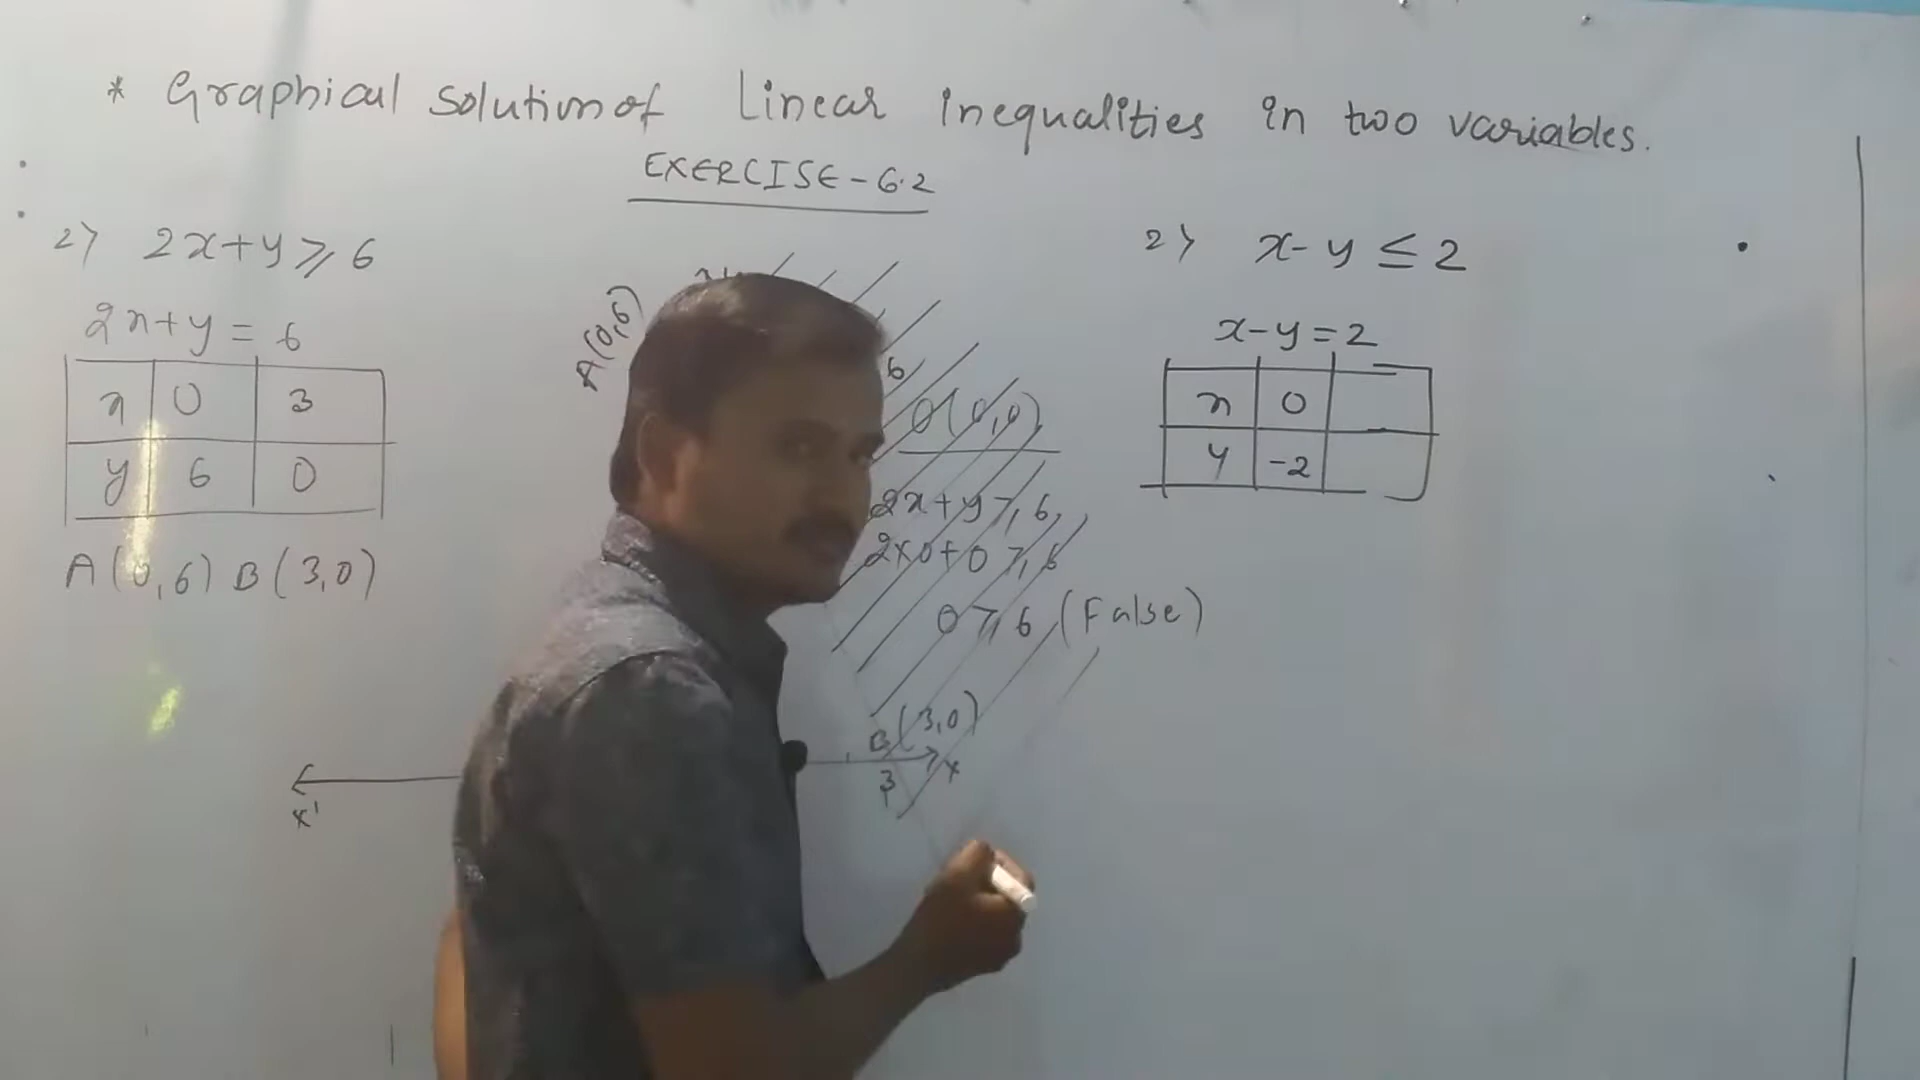 * Graphical solution of Linear inequalities in two variables.
EXERCISE-6.2
2) 2x+y ≥ 6
2x+y = 6
x 0 3
y 6 0
A(0,6) B(3,0)
A(0,6)
6
O(0,0)
2x+y ≥ 6
2x0+0 ≥ 6
0 ≥ 6 (False)
B(3,0)
3
x
x'
2) x-y ≤ 2
x-y=2
x 0
y -2